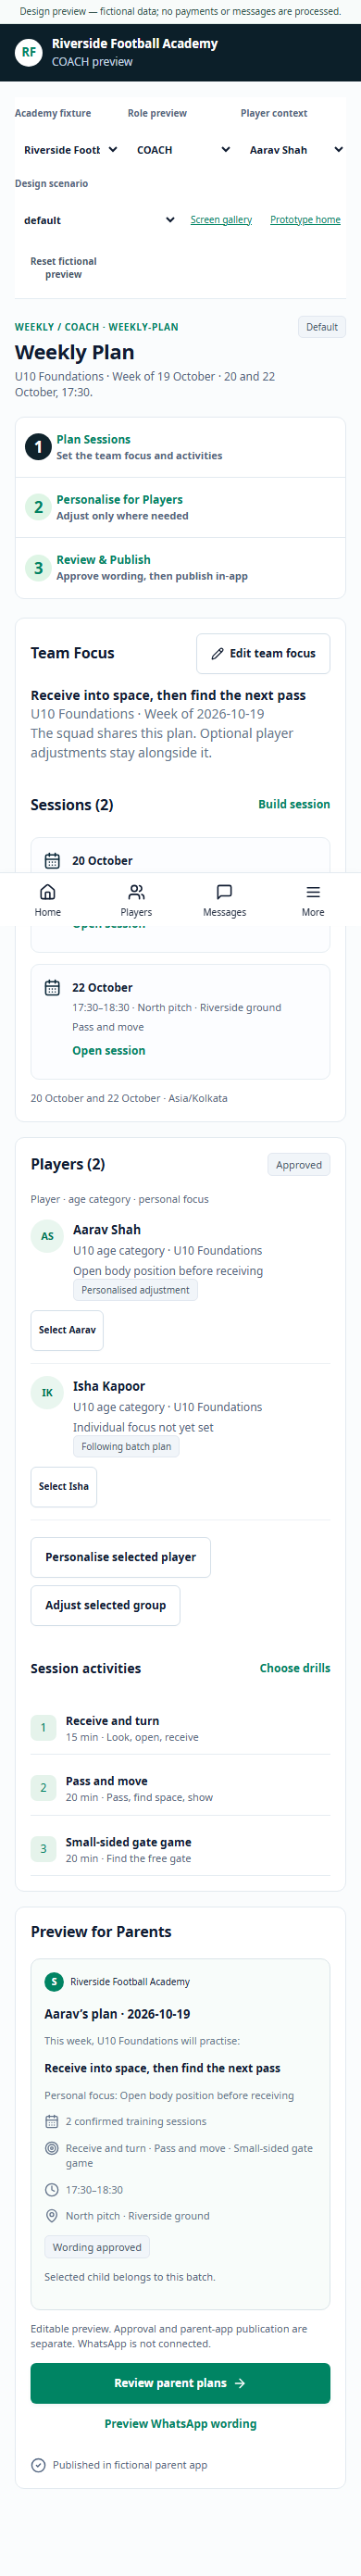 Design preview — fictional data; no payments or messages are processed.
RF
Riverside Football Academy
COACH preview
Academy fixture
Role preview
Player context
Riverside Footb
COACH
Aarav Shah
Design scenario
default
Screen gallery
Prototype home
Reset fictional
preview
WEEKLY / COACH · WEEKLY-PLAN
Default
Weekly Plan
U10 Foundations · Week of 19 October · 20 and 22
October, 17:30.
1
Plan Sessions
Set the team focus and activities
2
Personalise for Players
Adjust only where needed
3
Review & Publish
Approve wording, then publish in-app
Team Focus
Edit team focus
Receive into space, then find the next pass
U10 Foundations · Week of 2026-10-19
The squad shares this plan. Optional player
adjustments stay alongside it.
Sessions (2)
Build session
20 October
Home
Players
Messages
More
Open session
22 October
17:30–18:30 · North pitch · Riverside ground
Pass and move
Open session
20 October and 22 October · Asia/Kolkata
Players (2)
Approved
Player · age category · personal focus
AS
Aarav Shah
U10 age category · U10 Foundations
Open body position before receiving
Personalised adjustment
Select Aarav
IK
Isha Kapoor
U10 age category · U10 Foundations
Individual focus not yet set
Following batch plan
Select Isha
Personalise selected player
Adjust selected group
Session activities
Choose drills
1
Receive and turn
15 min · Look, open, receive
2
Pass and move
20 min · Pass, find space, show
3
Small-sided gate game
20 min · Find the free gate
Preview for Parents
S
Riverside Football Academy
Aarav’s plan · 2026-10-19
This week, U10 Foundations will practise:
Receive into space, then find the next pass
Personal focus: Open body position before receiving
2 confirmed training sessions
Receive and turn · Pass and move · Small-sided gate
game
17:30–18:30
North pitch · Riverside ground
Wording approved
Selected child belongs to this batch.
Editable preview. Approval and parent-app publication are
separate. WhatsApp is not connected.
Review parent plans
Preview WhatsApp wording
Published in fictional parent app